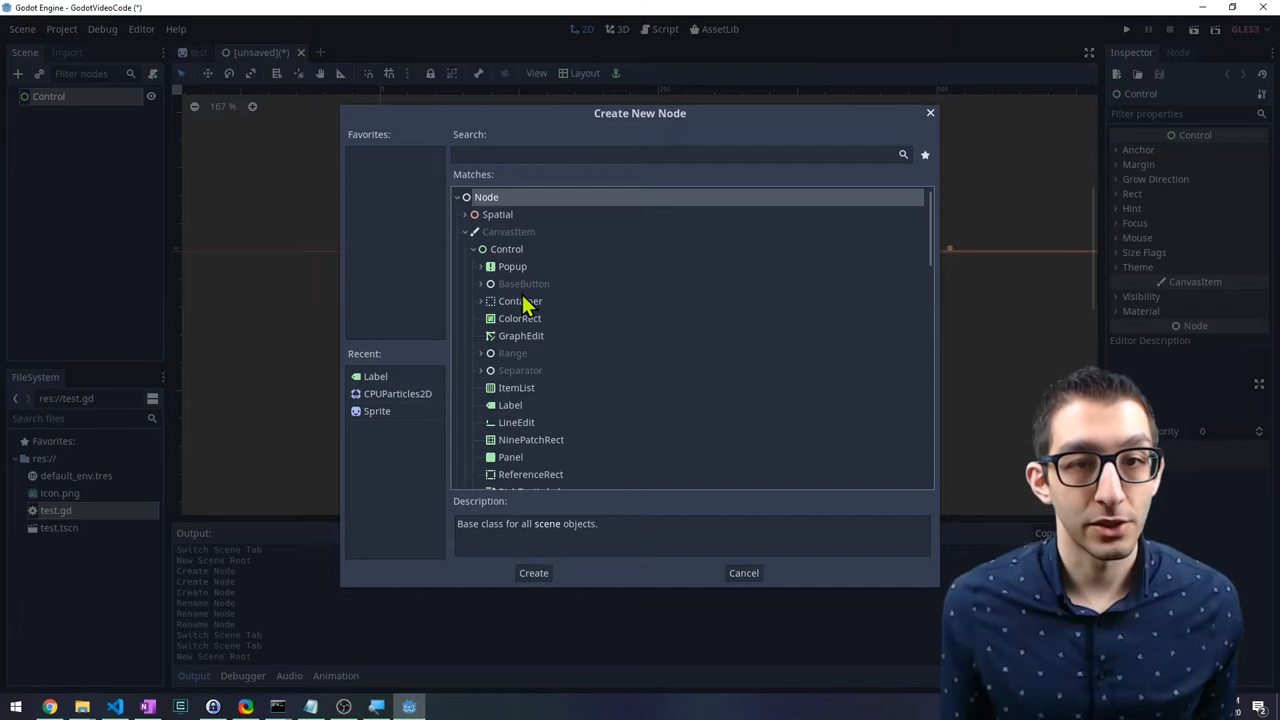 Godot Engine - GodotVideoCode (*)
Scene Project Debug Editor Help
2D 3D Script AssetLib
GLES3
Scene Import
test [unsaved](*)
Inspector Node
Filter nodes
View Layout
Control
167 %
0 250 500
Control
Filter properties
Control
Anchor
Margin
Grow Direction
Rect
Hint
Focus
Mouse
Size Flags
Theme
CanvasItem
Visibility
Material
Node
Editor Description
0
Create New Node
Favorites:
Search:
Matches:
Node
Spatial
CanvasItem
Control
Popup
BaseButton
Container
ColorRect
GraphEdit
Range
Separator
ItemList
Label
LineEdit
NinePatchRect
Panel
ReferenceRect
Recent:
Label
CPUParticles2D
Sprite
Description:
Base class for all scene objects.
Create Cancel
FileSystem
res://test.gd
Search files
Favorites:
res://
default_env.tres
icon.png
test.gd
test.tscn
Output:
Switch Scene Tab
New Scene Root
Create Node
Create Node
Create Node
Rename Node
Rename Node
Rename Node
Switch Scene Tab
Switch Scene Tab
New Scene Root
Output Debugger Audio Animation